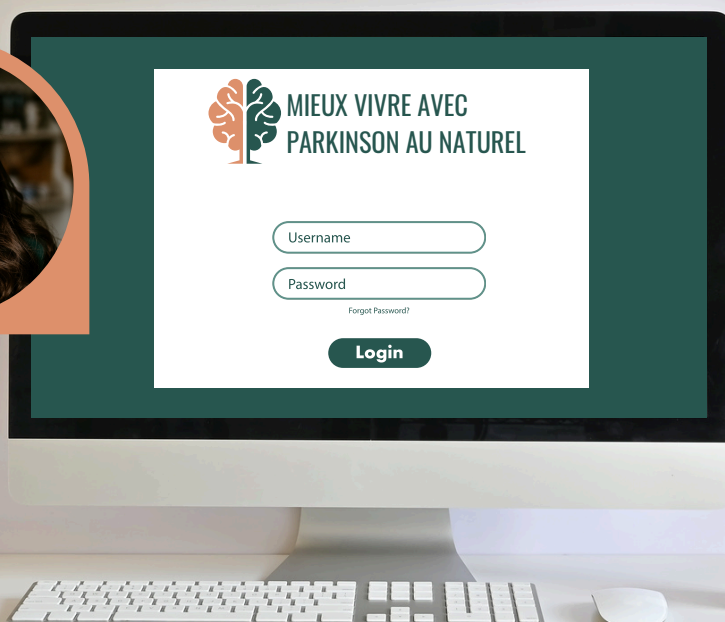 MIEUX VIVRE AVEC
PARKINSON AU NATUREL
Username
Password
Forgot Password?
Login